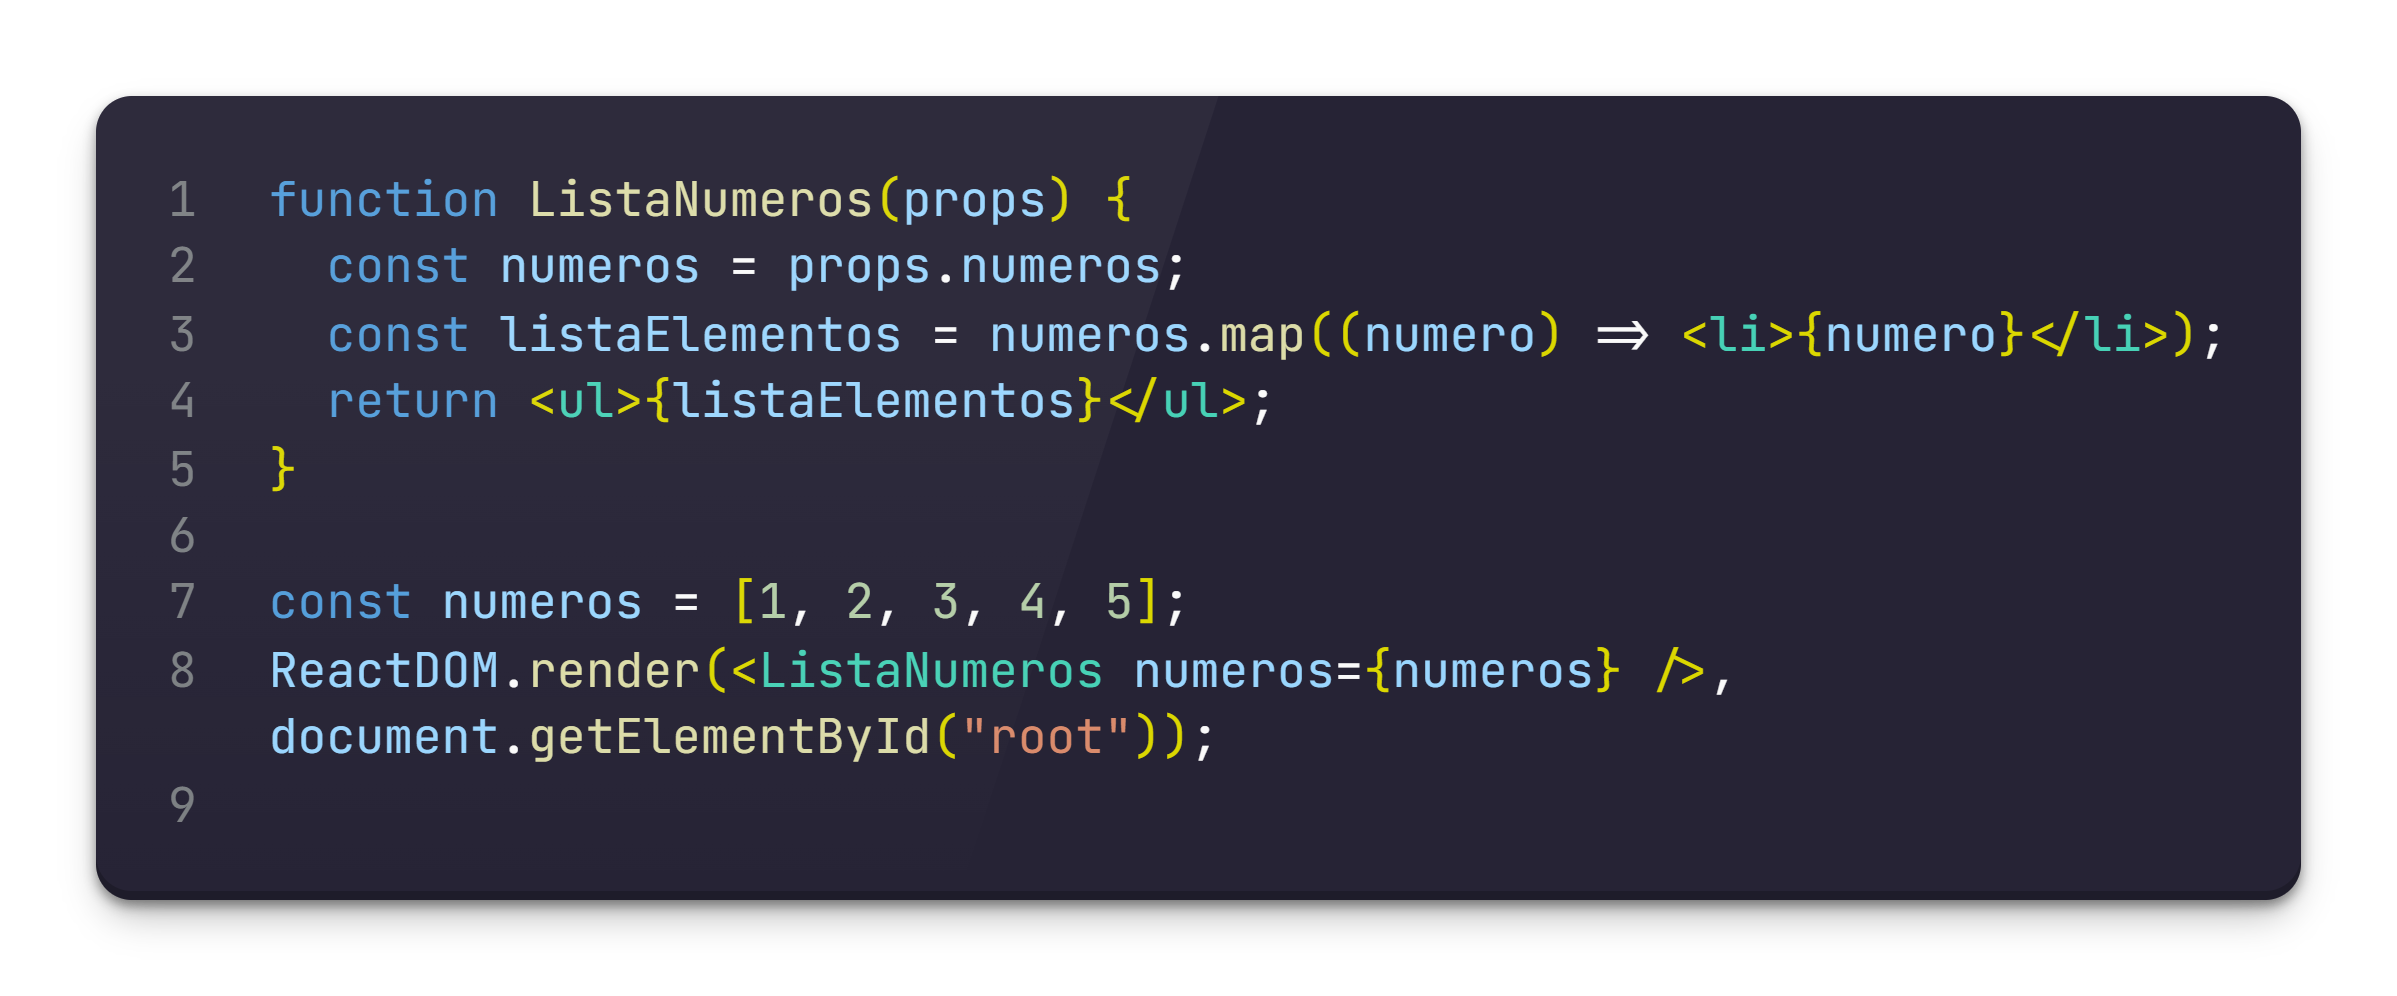 1 function ListaNumeros(props) {
2   const numeros = props.numeros;
3   const listaElementos = numeros.map((numero) => <li>{numero}</li>);
4   return <ul>{listaElementos}</ul>;
5 }
6
7 const numeros = [1, 2, 3, 4, 5];
8 ReactDOM.render(<ListaNumeros numeros={numeros} />,
document.getElementById("root"));
9